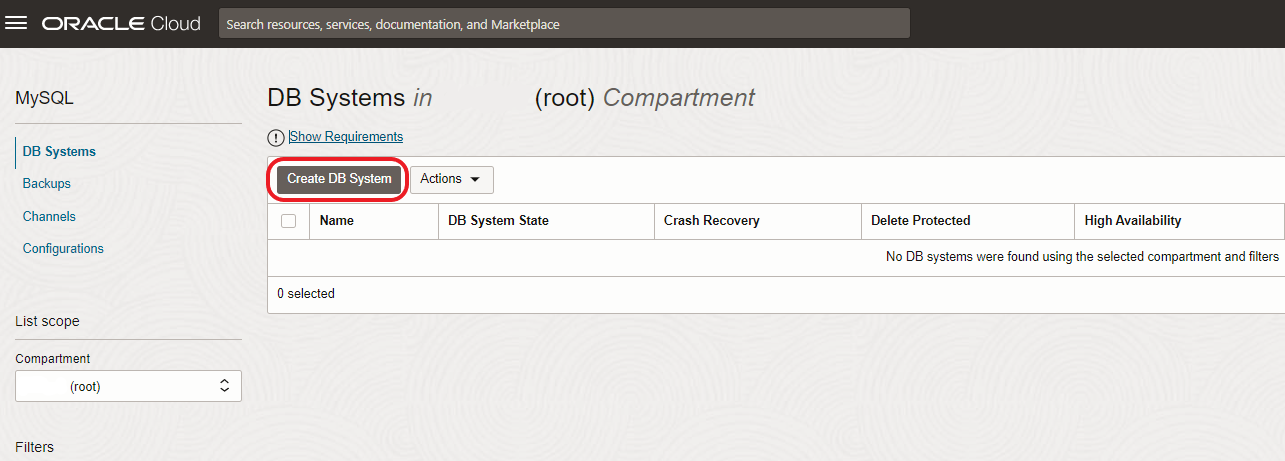 ORACLE Cloud
Search resources, services, documentation, and Marketplace
MySQL
DB Systems
Backups
Channels
Configurations
List scope
Compartment
(root)
Filters
DB Systems in (root) Compartment
Show Requirements
Create DB System
Actions
Name DB System State Crash Recovery Delete Protected High Availability
No DB systems were found using the selected compartment and filters
0 selected